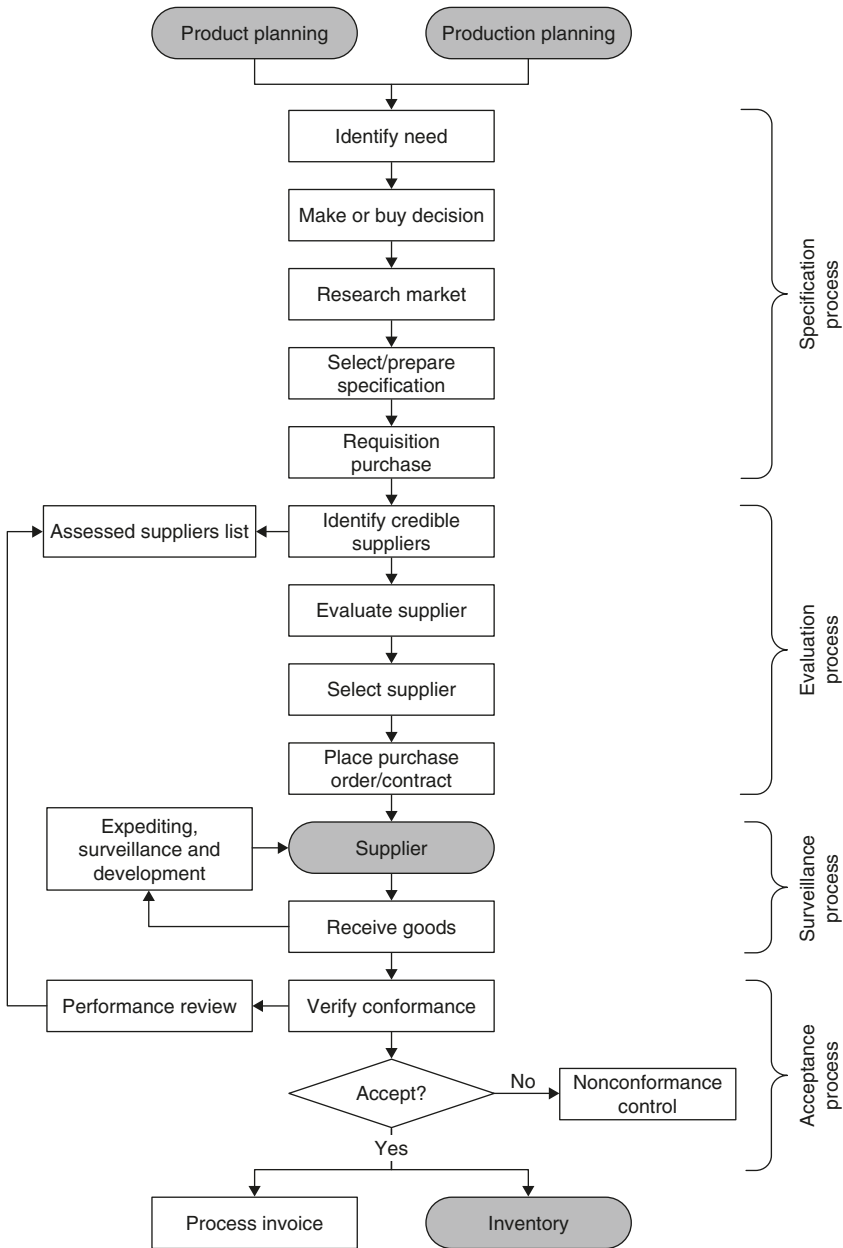 Product planning
Production planning
Identify need
Make or buy decision
Research market
Select/prepare
specification
Requisition
purchase
Specification
process
Assessed suppliers list
Identify credible
suppliers
Evaluate supplier
Select supplier
Place purchase
order/contract
Evaluation
process
Expediting,
surveillance and
development
Supplier
Receive goods
Surveillance
process
Performance review
Verify conformance
Accept?
No
Nonconformance
control
Yes
Acceptance
process
Process invoice
Inventory